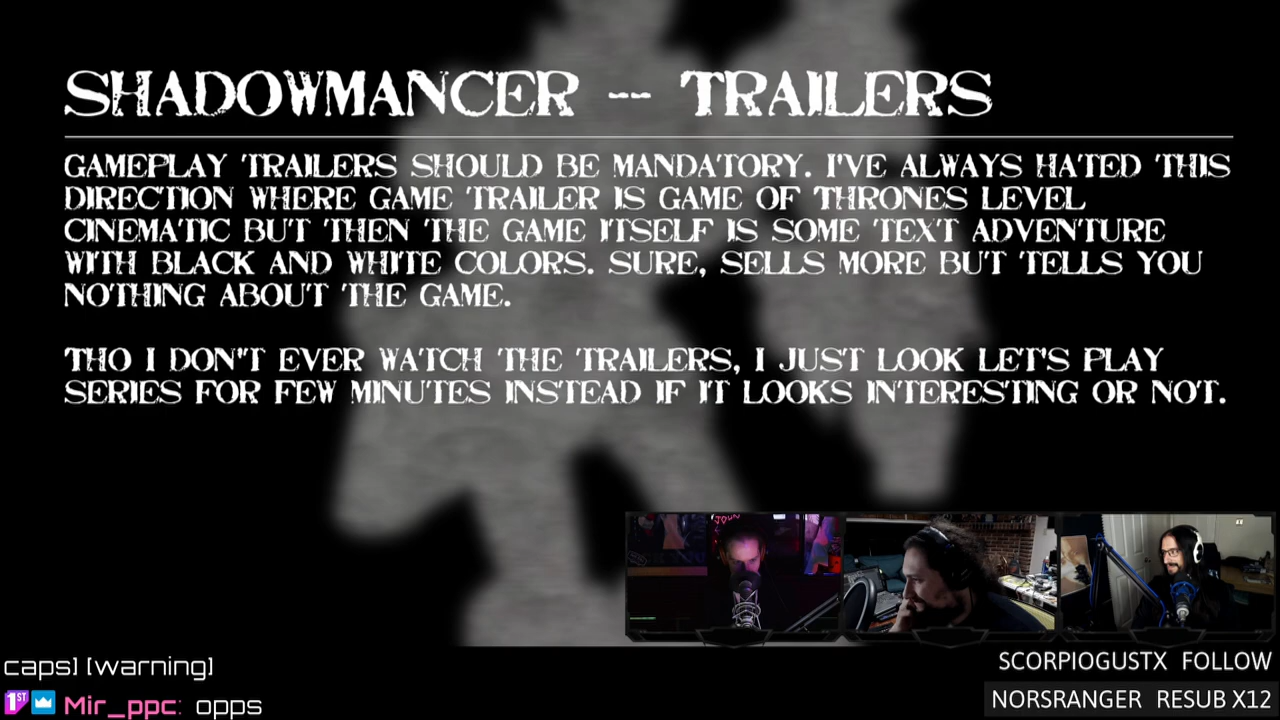 SHADOWMANCER -- TRAILERS
GAMEPLAY TRAILERS SHOULD BE MANDATORY. I'VE ALWAYS HATED THIS
DIRECTION WHERE GAME TRAILER IS GAME OF THRONES LEVEL
CINEMATIC BUT THEN THE GAME ITSELF IS SOME TEXT ADVENTURE
WITH BLACK AND WHITE COLORS. SURE, SELLS MORE BUT TELLS YOU
NOTHING ABOUT THE GAME.
THO I DON'T EVER WATCH THE TRAILERS, I JUST LOOK LET'S PLAY
SERIES FOR FEW MINUTES INSTEAD IF IT LOOKS INTERESTING OR NOT.
caps] [warning]
1ST Mir_ppc: opps
SCORPIOGUSTX FOLLOW
NORSRANGER RESUB X12